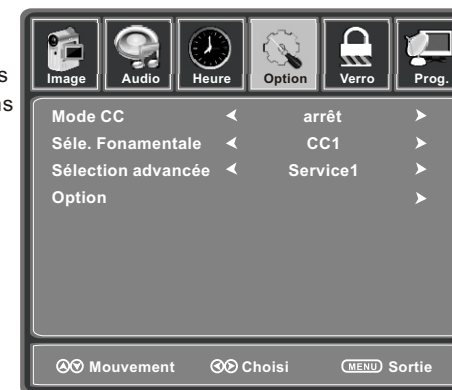 s
ns
Image Audio Heure Option Verro Prog.
Mode CC arrêt
Séle. Fonamentale CC1
Sélection advancée Service1
Option
Mouvement Choisi MENU Sortie